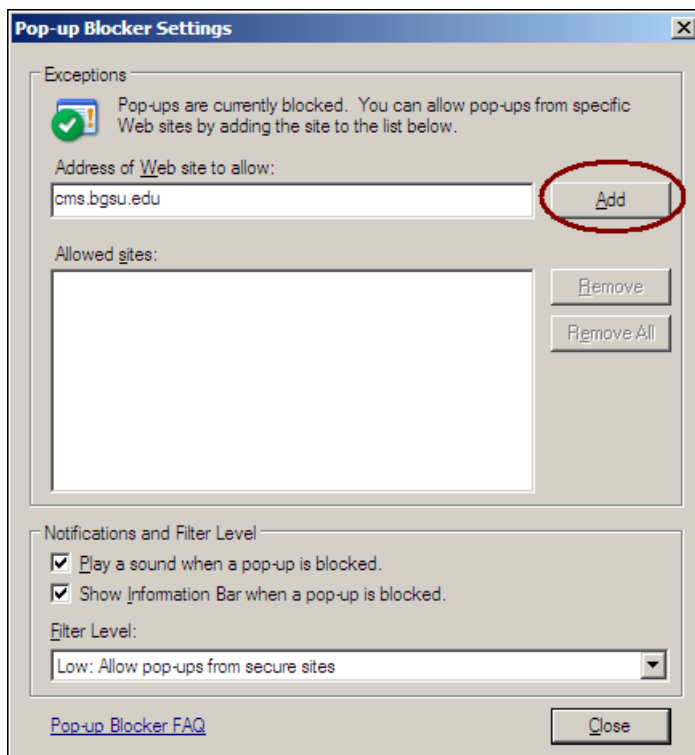 Pop-up Blocker Settings
Exceptions
Pop-ups are currently blocked. You can allow pop-ups from specific
Web sites by adding the site to the list below.
Address of Web site to allow:
cms.bgsu.edu
Add
Allowed sites:
Remove
Remove All
Notifications and Filter Level
Play a sound when a pop-up is blocked.
Show Information Bar when a pop-up is blocked.
Filter Level:
Low: Allow pop-ups from secure sites
Pop-up Blocker FAQ
Close